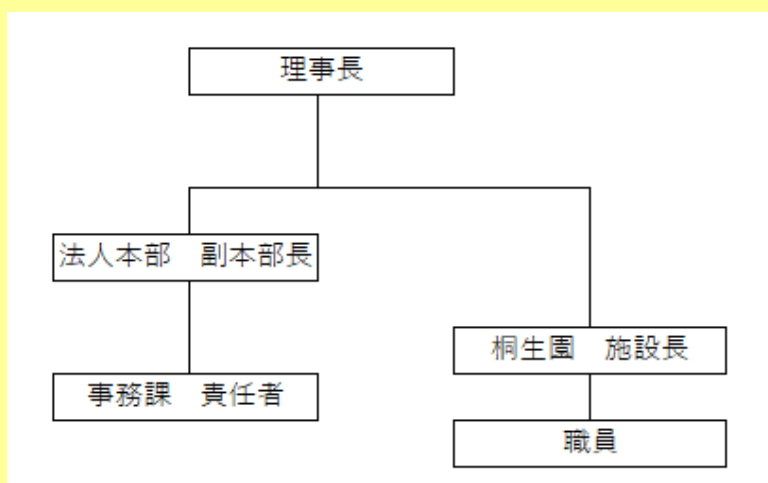 理事長
法人本部　副本部長
桐生園　施設長
事務課　責任者
職員